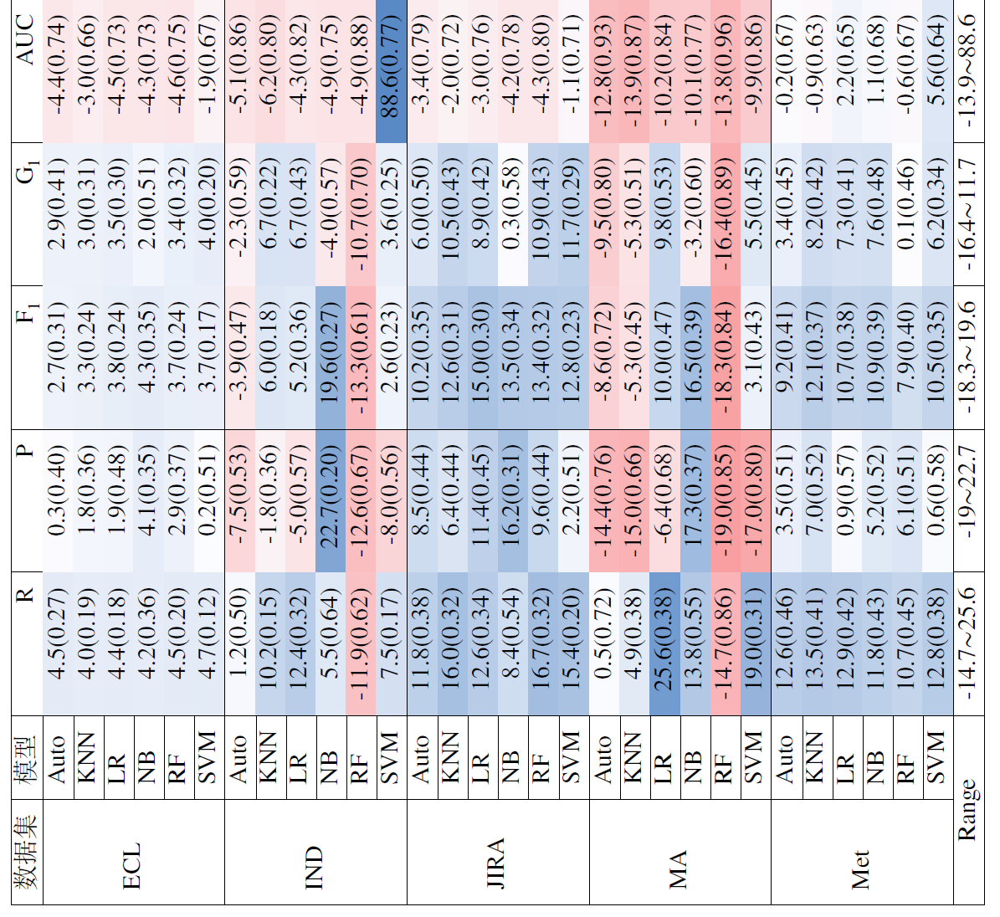 数据集 模型 R P F1 G1 AUC
ECL Auto 4.5(0.27) 0.3(0.40) 2.7(0.31) 2.9(0.41) -4.4(0.74)
KNN 4.0(0.19) 1.8(0.36) 3.3(0.24) 3.0(0.31) -3.0(0.66)
LR 4.4(0.18) 1.9(0.48) 3.8(0.24) 3.5(0.30) -4.5(0.73)
NB 4.2(0.36) 4.1(0.35) 4.3(0.35) 2.0(0.51) -4.3(0.73)
RF 4.5(0.20) 2.9(0.37) 3.7(0.24) 3.4(0.32) -4.6(0.75)
SVM 4.7(0.12) 0.2(0.51) 3.7(0.17) 4.0(0.20) -1.9(0.67)
IND Auto 1.2(0.50) -7.5(0.53) -3.9(0.47) -2.3(0.59) -5.1(0.86)
KNN 10.2(0.15) -1.8(0.36) 6.0(0.18) 6.7(0.22) -6.2(0.80)
LR 12.4(0.32) -5.0(0.57) 5.2(0.36) 6.7(0.43) -4.3(0.82)
NB 5.5(0.64) 22.7(0.20) 19.6(0.27) -4.0(0.57) -4.9(0.75)
RF -11.9(0.62) -12.6(0.67) -13.3(0.61) -10.7(0.70) -4.9(0.88)
SVM 7.5(0.17) -8.0(0.56) 2.6(0.23) 3.6(0.25) 88.6(0.77)
JIRA Auto 11.8(0.38) 8.5(0.44) 10.2(0.35) 6.0(0.50) -3.4(0.79)
KNN 16.0(0.32) 6.4(0.44) 12.6(0.31) 10.5(0.43) -2.0(0.72)
LR 12.6(0.34) 11.4(0.45) 15.0(0.30) 8.9(0.42) -3.0(0.76)
NB 8.4(0.54) 16.2(0.31) 13.5(0.34) 0.3(0.58) -4.2(0.78)
RF 16.7(0.32) 9.6(0.44) 13.4(0.32) 10.9(0.43) -4.3(0.80)
SVM 15.4(0.20) 2.2(0.51) 12.8(0.23) 11.7(0.29) -1.1(0.71)
MA Auto 0.5(0.72) -14.4(0.76) -8.6(0.72) -9.5(0.80) -12.8(0.93)
KNN 4.9(0.38) -15.0(0.66) -5.3(0.45) -5.3(0.51) -13.9(0.87)
LR 25.6(0.38) -6.4(0.68) 10.0(0.47) 9.8(0.53) -10.2(0.84)
NB 13.8(0.55) 17.3(0.37) 16.5(0.39) -3.2(0.60) -10.1(0.77)
RF -14.7(0.86) -19.0(0.85) -18.3(0.84) -16.4(0.89) -13.8(0.96)
SVM 19.0(0.31) -17.0(0.80) 3.1(0.43) 5.5(0.45) -9.9(0.86)
Met Auto 12.6(0.46) 3.5(0.51) 9.2(0.41) 3.4(0.45) -0.2(0.67)
KNN 13.5(0.41) 7.0(0.52) 12.1(0.37) 8.2(0.42) -0.9(0.63)
LR 12.9(0.42) 0.9(0.57) 10.7(0.38) 7.3(0.41) 2.2(0.65)
NB 11.8(0.43) 5.2(0.52) 10.9(0.39) 7.6(0.48) 1.1(0.68)
RF 10.7(0.45) 6.1(0.51) 7.9(0.40) 0.1(0.46) -0.6(0.67)
SVM 12.8(0.38) 0.6(0.58) 10.5(0.35) 6.2(0.34) 5.6(0.64)
Range -14.7~25.6 -19~22.7 -18.3~19.6 -16.4~11.7 -13.9~88.6